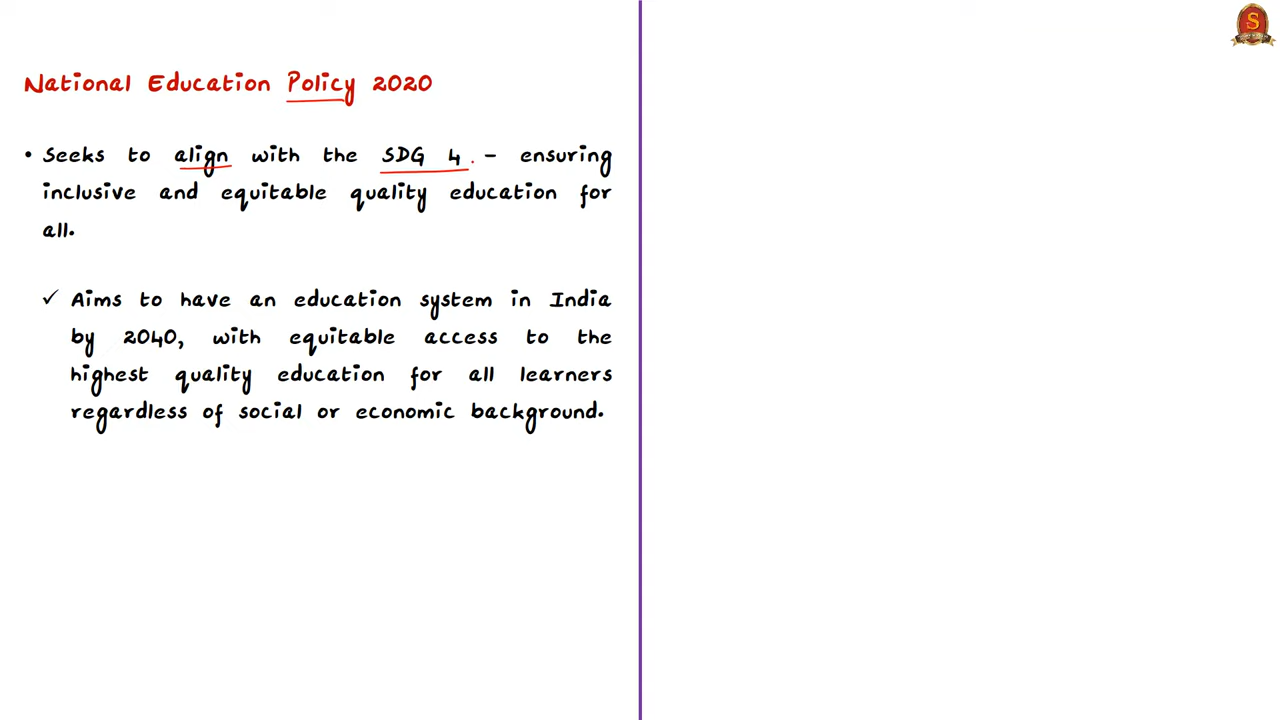 S
National Education Policy 2020
• Seeks to align with the SDG 4 - ensuring
inclusive and equitable quality education for
all.
✓ Aims to have an education system in India
by 2040, with equitable access to the
highest quality education for all learners
regardless of social or economic background.